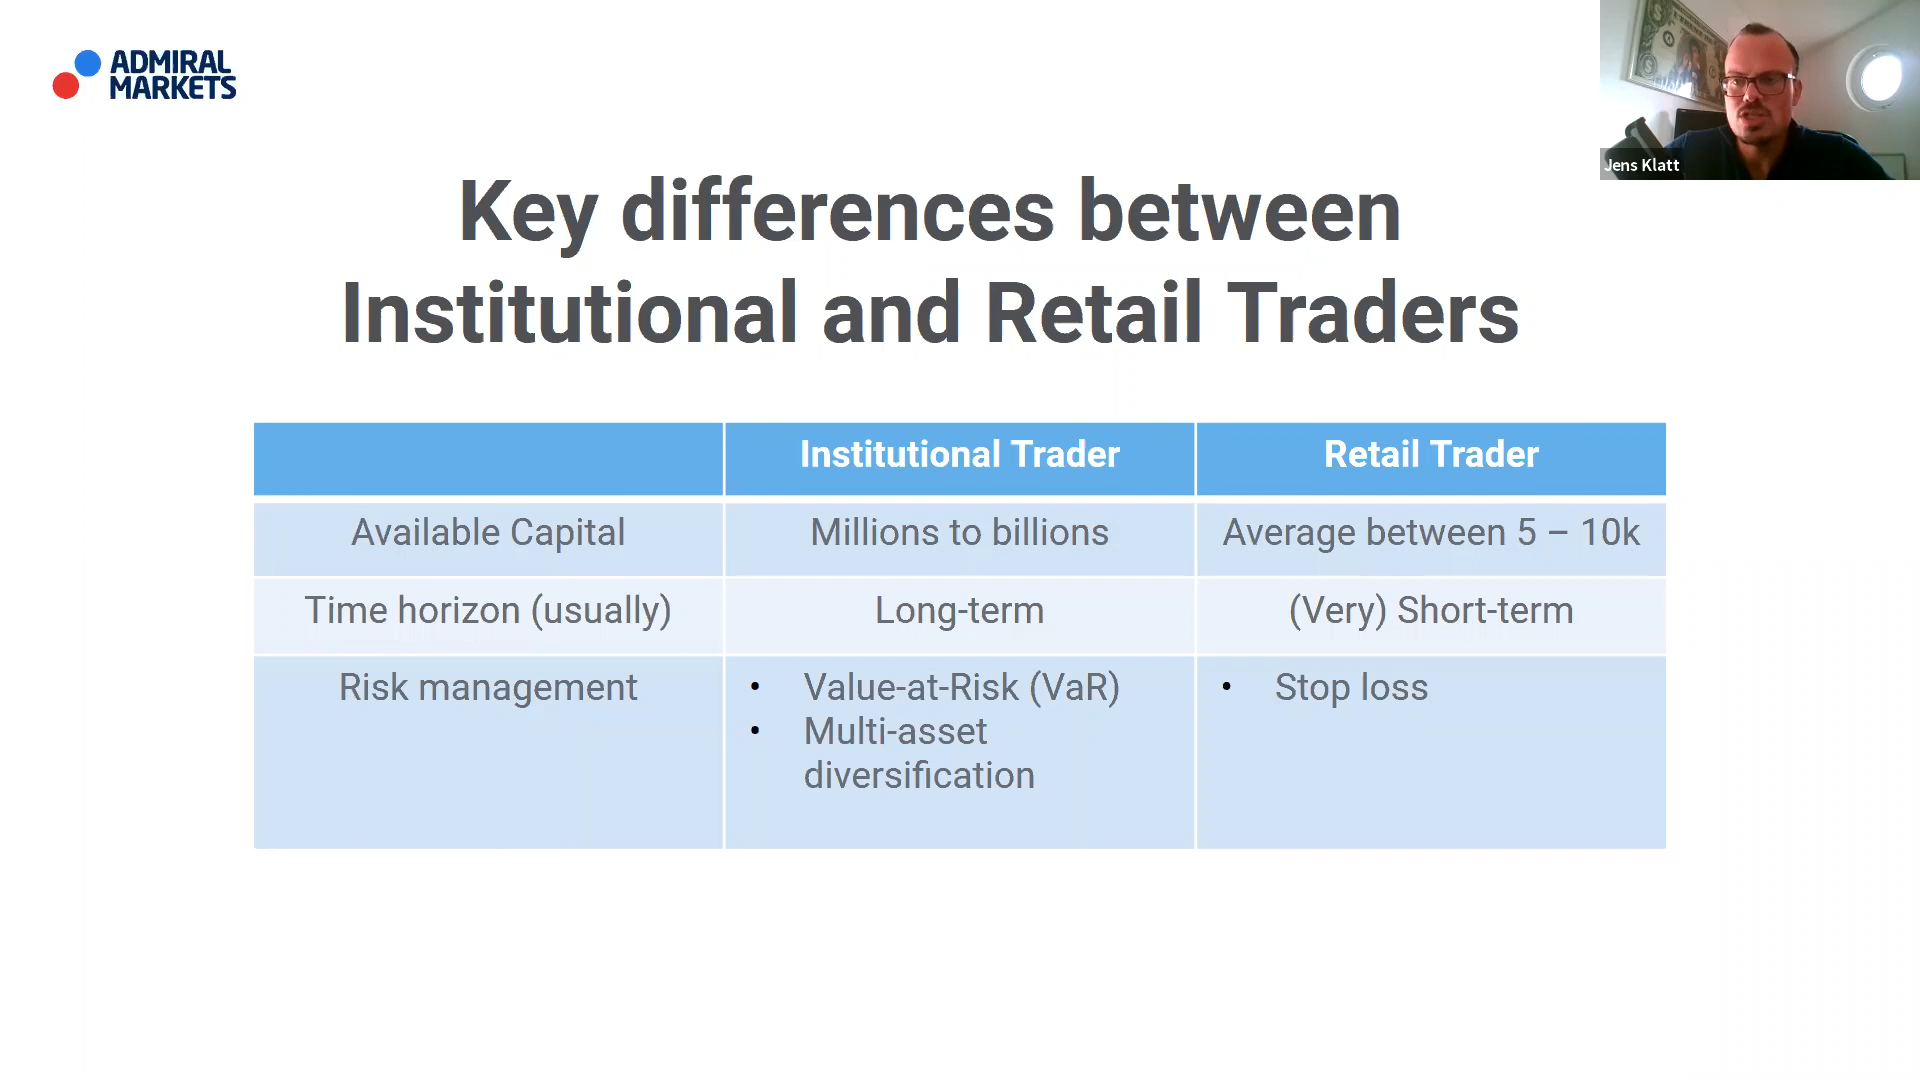 ADMIRAL
MARKETS
Jens Klatt
Key differences between
Institutional and Retail Traders
Institutional Trader
Retail Trader
Available Capital
Millions to billions
Average between 5 – 10k
Time horizon (usually)
Long-term
(Very) Short-term
Risk management
• Value-at-Risk (VaR)
• Multi-asset
diversification
• Stop loss